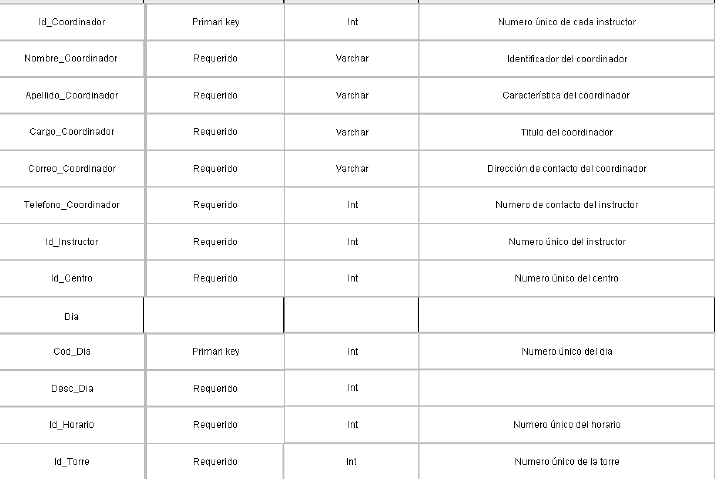 Id_Coordinador Primari key Int Numero único de cada instructor
Nombre_Coordinador Requerido Varchar Identificador del coordinador
Apellido_Coordinador Requerido Varchar Característica del coordinador
Cargo_Coordinador Requerido Varchar Titulo del coordinador
Correo_Coordinador Requerido Varchar Dirección de contacto del coordinador
Telefono_Coordinador Requerido Int Numero de contacto del instructor
Id_Instructor Requerido Int Numero único del instructor
Id_Centro Requerido Int Numero único del centro
Dia
Cod_Dia Primari key Int Numero único del dia
Desc_Dia Requerido Int
Id_Horario Requerido Int Numero único del horario
Id_Torre Requerido Int Numero único de la torre